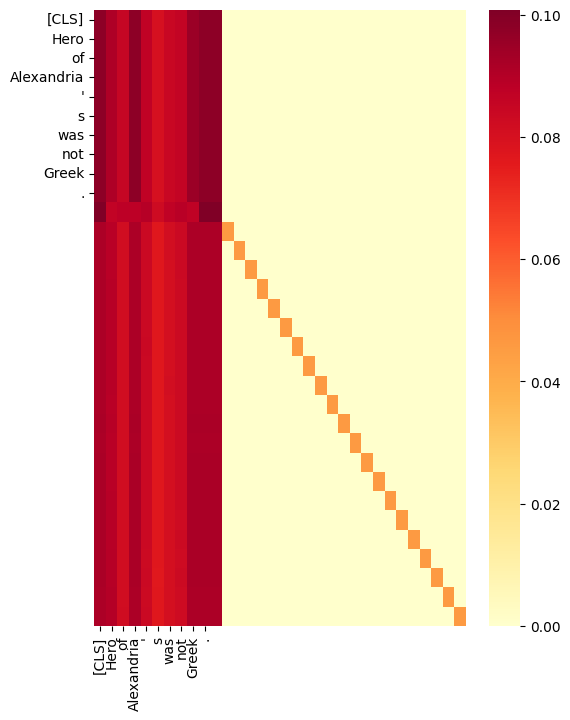 [CLS]
Hero
of
Alexandria
'
s
was
not
Greek
.
0.10
0.08
0.06
0.04
0.02
0.00
[CLS]
Hero
of
Alexandria
'
s
was
not
Greek
.